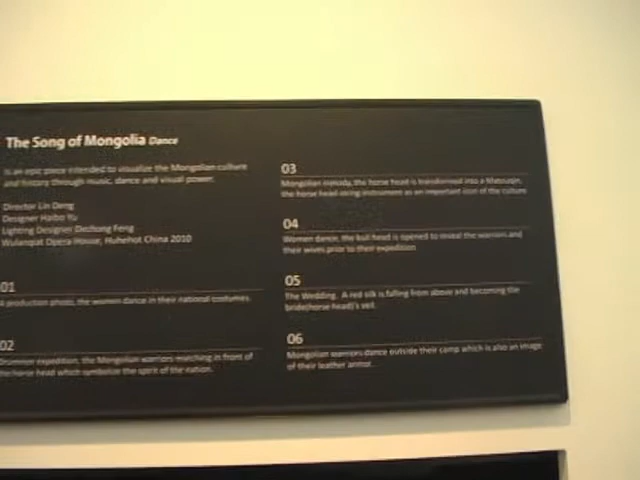 The Song of Mongolia Dance
is an epic piece intended to visualize the Mongolian culture
and history through music, dance and visual power.
Director Lin Deng
Designer Haibo Yu
Lighting Designer Dezhong Feng
Wulanqat Opera House, Huhehot China 2010
01
A production photo, the women dance in their national costumes.
02
expedition, the Mongolian warriors marching in front of
the horse head which symbolize the spirit of the nation.
03
Mongolian melody, the horse head is transformed into a
the horse head string instrument as an important icon of the culture
04
Women dance, the bull head is opened to reveal the warriors and
their wives prior to their expedition
05
The Wedding. A red silk is falling from above and becoming the
bride(horse head)'s veil.
06
Mongolian warriors dance outside their camp which is also an image
of their leather armor.